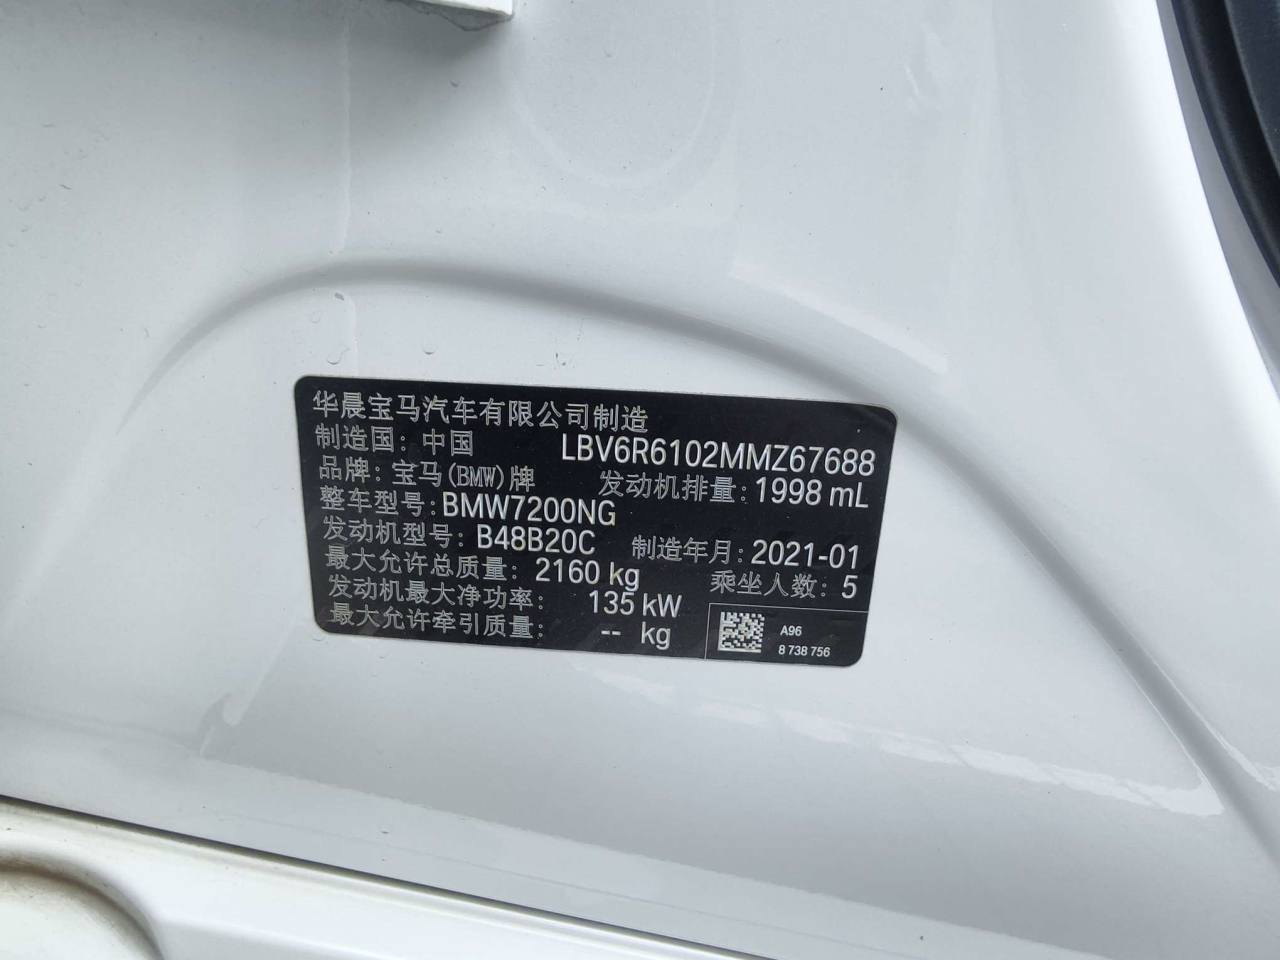 华晨宝马汽车有限公司制造
制造国: 中国 LBV6R6102MMZ67688
品牌: 宝马(BMW)牌 发动机排量: 1998 mL
整车型号: BMW7200NG
发动机型号: B48B20C 制造年月: 2021-01
最大允许总质量: 2160 kg 乘坐人数: 5
发动机最大净功率: 135 kW
最大允许牵引质量: -- kg
A96
8 738 756